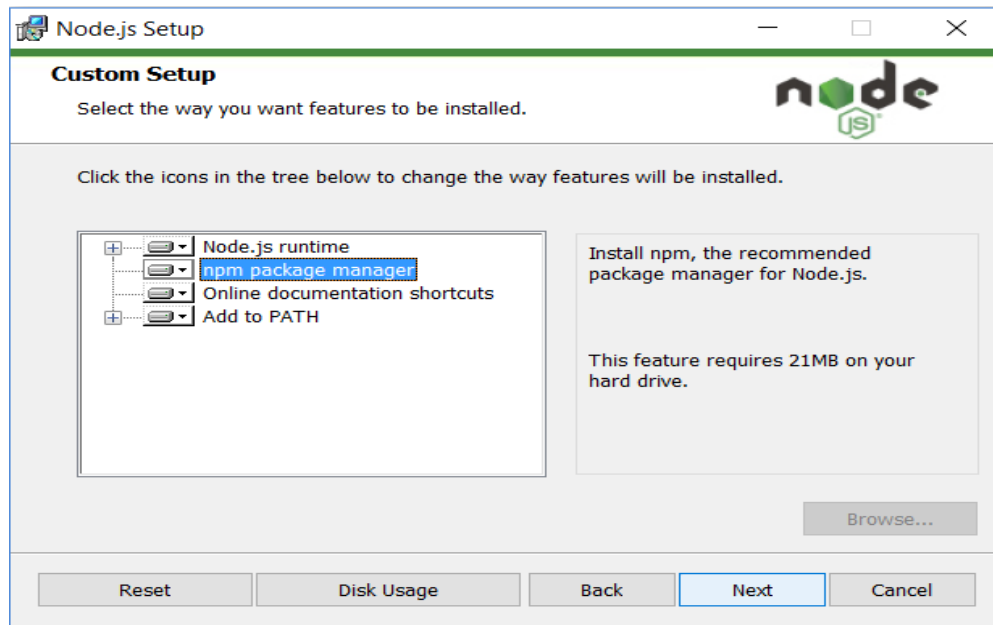 Node.js Setup
Custom Setup
Select the way you want features to be installed.
node
JS
Click the icons in the tree below to change the way features will be installed.
Node.js runtime
npm package manager
Online documentation shortcuts
Add to PATH
Install npm, the recommended
package manager for Node.js.
This feature requires 21MB on your
hard drive.
Browse...
Reset
Disk Usage
Back
Next
Cancel